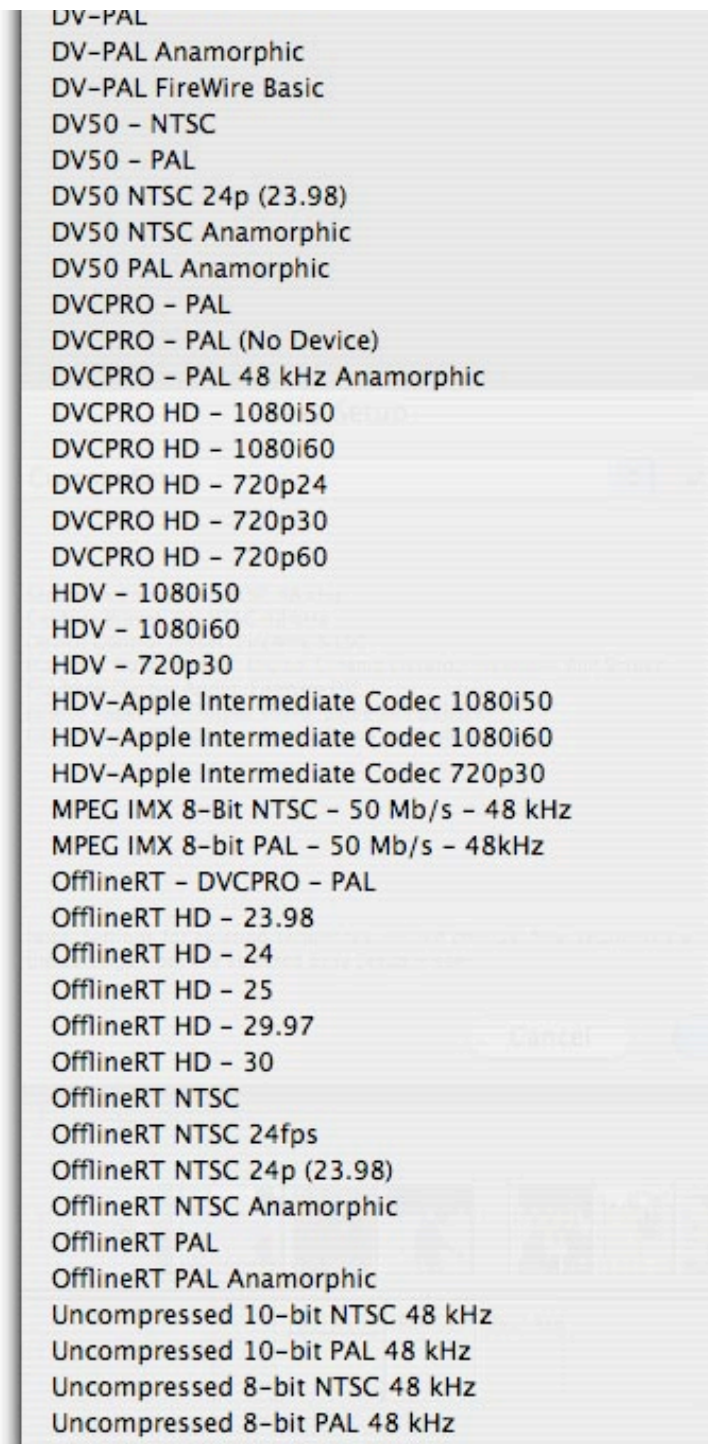 DV-PAL
DV-PAL Anamorphic
DV-PAL FireWire Basic
DV50 – NTSC
DV50 – PAL
DV50 NTSC 24p (23.98)
DV50 NTSC Anamorphic
DV50 PAL Anamorphic
DVCPRO – PAL
DVCPRO – PAL (No Device)
DVCPRO – PAL 48 kHz Anamorphic
DVCPRO HD – 1080i50
DVCPRO HD – 1080i60
DVCPRO HD – 720p24
DVCPRO HD – 720p30
DVCPRO HD – 720p60
HDV – 1080i50
HDV – 1080i60
HDV – 720p30
HDV-Apple Intermediate Codec 1080i50
HDV-Apple Intermediate Codec 1080i60
HDV-Apple Intermediate Codec 720p30
MPEG IMX 8-Bit NTSC – 50 Mb/s – 48 kHz
MPEG IMX 8-bit PAL – 50 Mb/s – 48kHz
OfflineRT – DVCPRO – PAL
OfflineRT HD – 23.98
OfflineRT HD – 24
OfflineRT HD – 25
OfflineRT HD – 29.97
Cancel
OfflineRT HD – 30
OfflineRT NTSC
OfflineRT NTSC 24fps
OfflineRT NTSC 24p (23.98)
OfflineRT NTSC Anamorphic
OfflineRT PAL
OfflineRT PAL Anamorphic
Uncompressed 10-bit NTSC 48 kHz
Uncompressed 10-bit PAL 48 kHz
Uncompressed 8-bit NTSC 48 kHz
Uncompressed 8-bit PAL 48 kHz